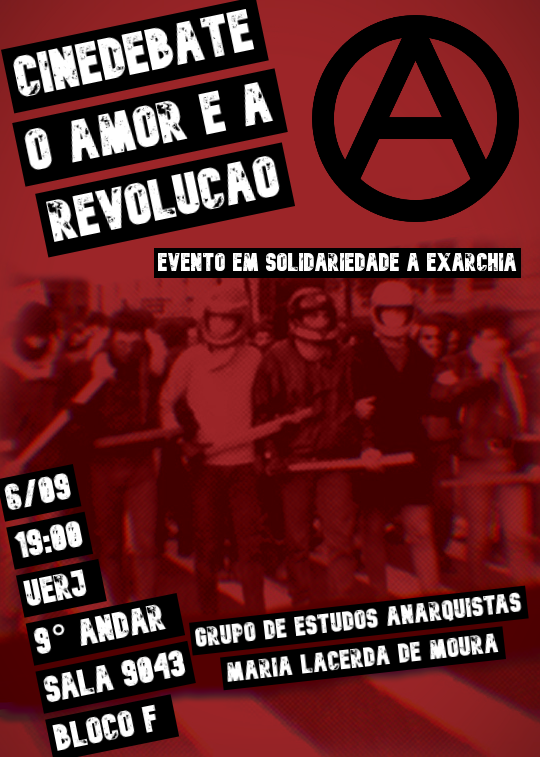 CINEDEBATE
O AMOR E A
REVOLUCAO
EVENTO EM SOLIDARIEDADE A EXARCHIA
6/09
19:00
UERJ
9° ANDAR
SALA 9043
BLOCO F
GRUPO DE ESTUDOS ANARQUISTAS
MARIA LACERDA DE MOURA